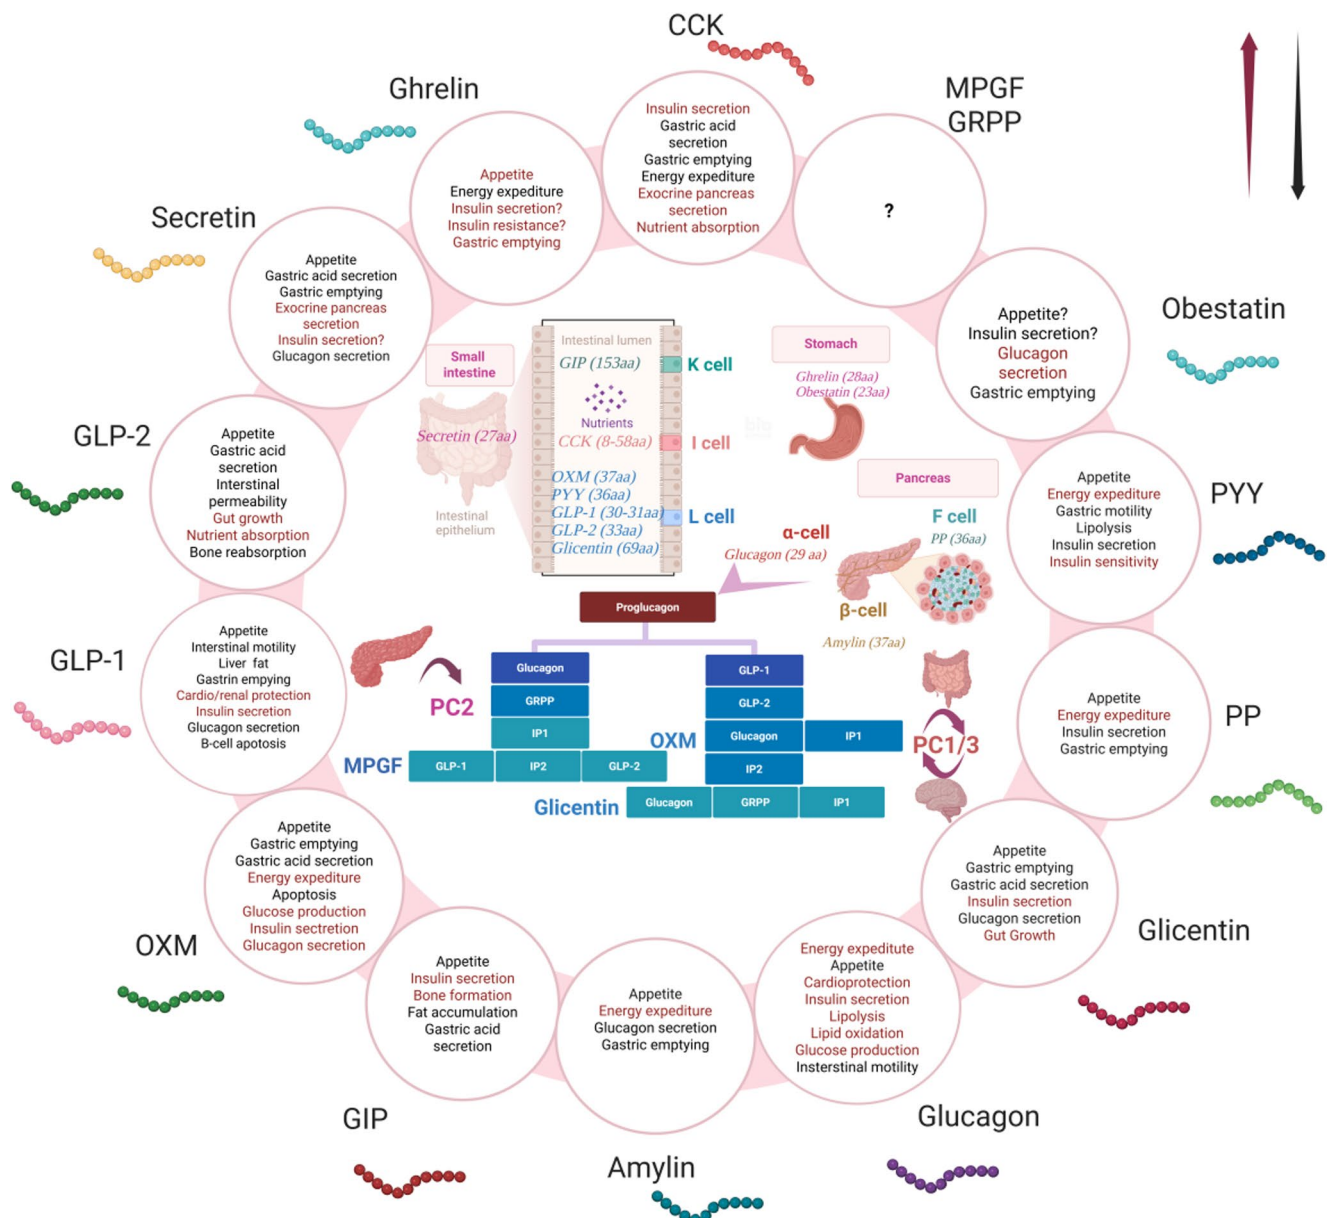 CCK
MPGF
GRPP
Ghrelin
Insulin secretion
Gastric acid
secretion
Gastric emptying
Energy expediture
Exocrine pancreas
secretion
Nutrient absorption
?
Appetite
Energy expediture
Insulin secretion?
Insulin resistance?
Gastric emptying
Secretin
Appetite
Gastric acid secretion
Gastric emptying
Exocrine pancreas
secretion
Insulin secretion?
Glucagon secretion
Obestatin
Appetite?
Insulin secretion?
Glucagon
secretion
Gastric emptying
Small
intestine
Secretin (27aa)
Intestinal
epithelium
Intestinal lumen
GIP (153aa)
Nutrients
CCK (8-58aa)
OXM (37aa)
PYY (36aa)
GLP-1 (30-31aa)
GLP-2 (33aa)
Glicentin (69aa)
K cell
I cell
L cell
Stomach
Ghrelin (28aa)
Obestatin (23aa)
Pancreas
α-cell
Glucagon (29 aa)
F cell
PP (36aa)
β-cell
Amylin (37aa)
GLP-2
Appetite
Gastric acid
secretion
Interstinal
permeability
Gut growth
Nutrient absorption
Bone reabsorption
PYY
Appetite
Energy expediture
Gastric motility
Lipolysis
Insulin secretion
Insulin sensitivity
Proglucagon
GLP-1
Appetite
Interstinal motility
Liver fat
Gastrin empying
Cardio/renal protection
Insulin secretion
Glucagon secretion
B-cell apotosis
PC2
Glucagon
GRPP
IP1
MPGF
GLP-1
IP2
GLP-2
GLP-1
GLP-2
OXM
Glucagon
IP1
IP2
Glicentin
Glucagon
GRPP
IP1
PC1/3
PP
Appetite
Energy expediture
Insulin secretion
Gastric emptying
OXM
Appetite
Gastric emptying
Gastric acid secretion
Energy expediture
Apoptosis
Glucose production
Insulin sectretion
Glucagon secretion
Glicentin
Appetite
Gastric emptying
Gastric acid secretion
Insulin secretion
Glucagon secretion
Gut Growth
GIP
Appetite
Insulin secretion
Bone formation
Fat accumulation
Gastric acid
secretion
Amylin
Appetite
Energy expediture
Glucagon secretion
Gastric emptying
Glucagon
Energy expeditute
Appetite
Cardioprotection
Insulin secretion
Lipolysis
Lipid oxidation
Glucose production
Insterstinal motility